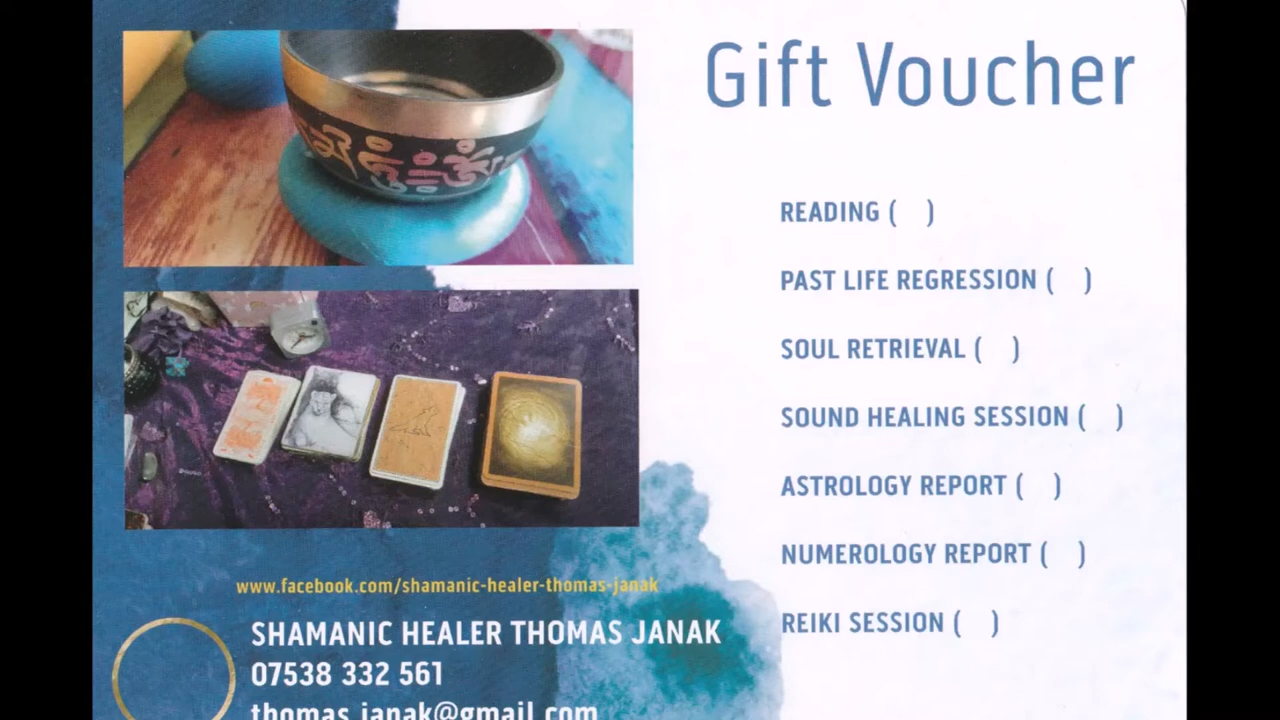 Gift Voucher
READING ( )
PAST LIFE REGRESSION ( )
SOUL RETRIEVAL ( )
SOUND HEALING SESSION ( )
ASTROLOGY REPORT ( )
NUMEROLOGY REPORT ( )
REIKI SESSION ( )
www.facebook.com/shamanic-healer-thomas-janak
SHAMANIC HEALER THOMAS JANAK
07538 332 561
thomas.janak@gmail.com